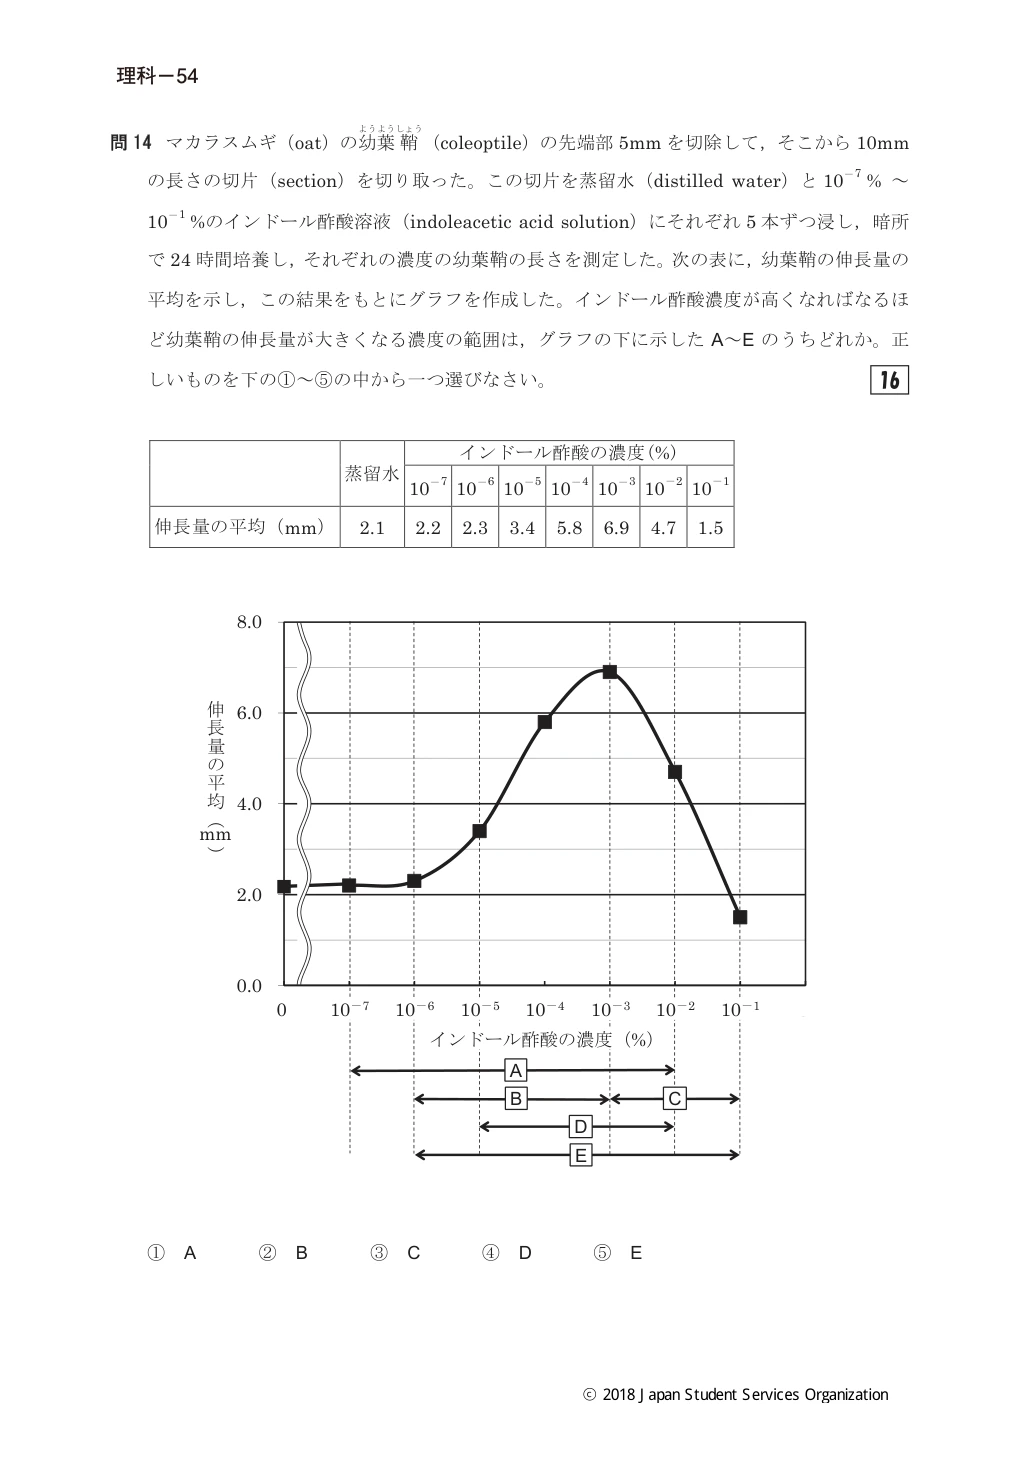 理科－54
問14 マカラスムギ（oat）の幼葉鞘（coleoptile）の先端部 5mm を切除して，そこから 10mm
ようようしょう
の長さの切片（section）を切り取った。この切片を蒸留水（distilled water）と 10⁻⁷ % ～
10⁻¹ %のインドール酢酸溶液（indoleacetic acid solution）にそれぞれ 5 本ずつ浸し，暗所
で 24 時間培養し，それぞれの濃度の幼葉鞘の長さを測定した。次の表に，幼葉鞘の伸長量の
平均を示し，この結果をもとにグラフを作成した。インドール酢酸濃度が高くなればなるほ
ど幼葉鞘の伸長量が大きくなる濃度の範囲は，グラフの下に示した A～E のうちどれか。正
しいものを下の①～⑤の中から一つ選びなさい。
16
蒸留水 インドール酢酸の濃度(%)
10⁻⁷ 10⁻⁶ 10⁻⁵ 10⁻⁴ 10⁻³ 10⁻² 10⁻¹
伸長量の平均（mm） 2.1 2.2 2.3 3.4 5.8 6.9 4.7 1.5
伸長量の平均（mm）
8.0
6.0
4.0
2.0
0.0
0 10⁻⁷ 10⁻⁶ 10⁻⁵ 10⁻⁴ 10⁻³ 10⁻² 10⁻¹
インドール酢酸の濃度（%）
A
B C
D
E
① A ② B ③ C ④ D ⑤ E
© 2018 Japan Student Services Organization